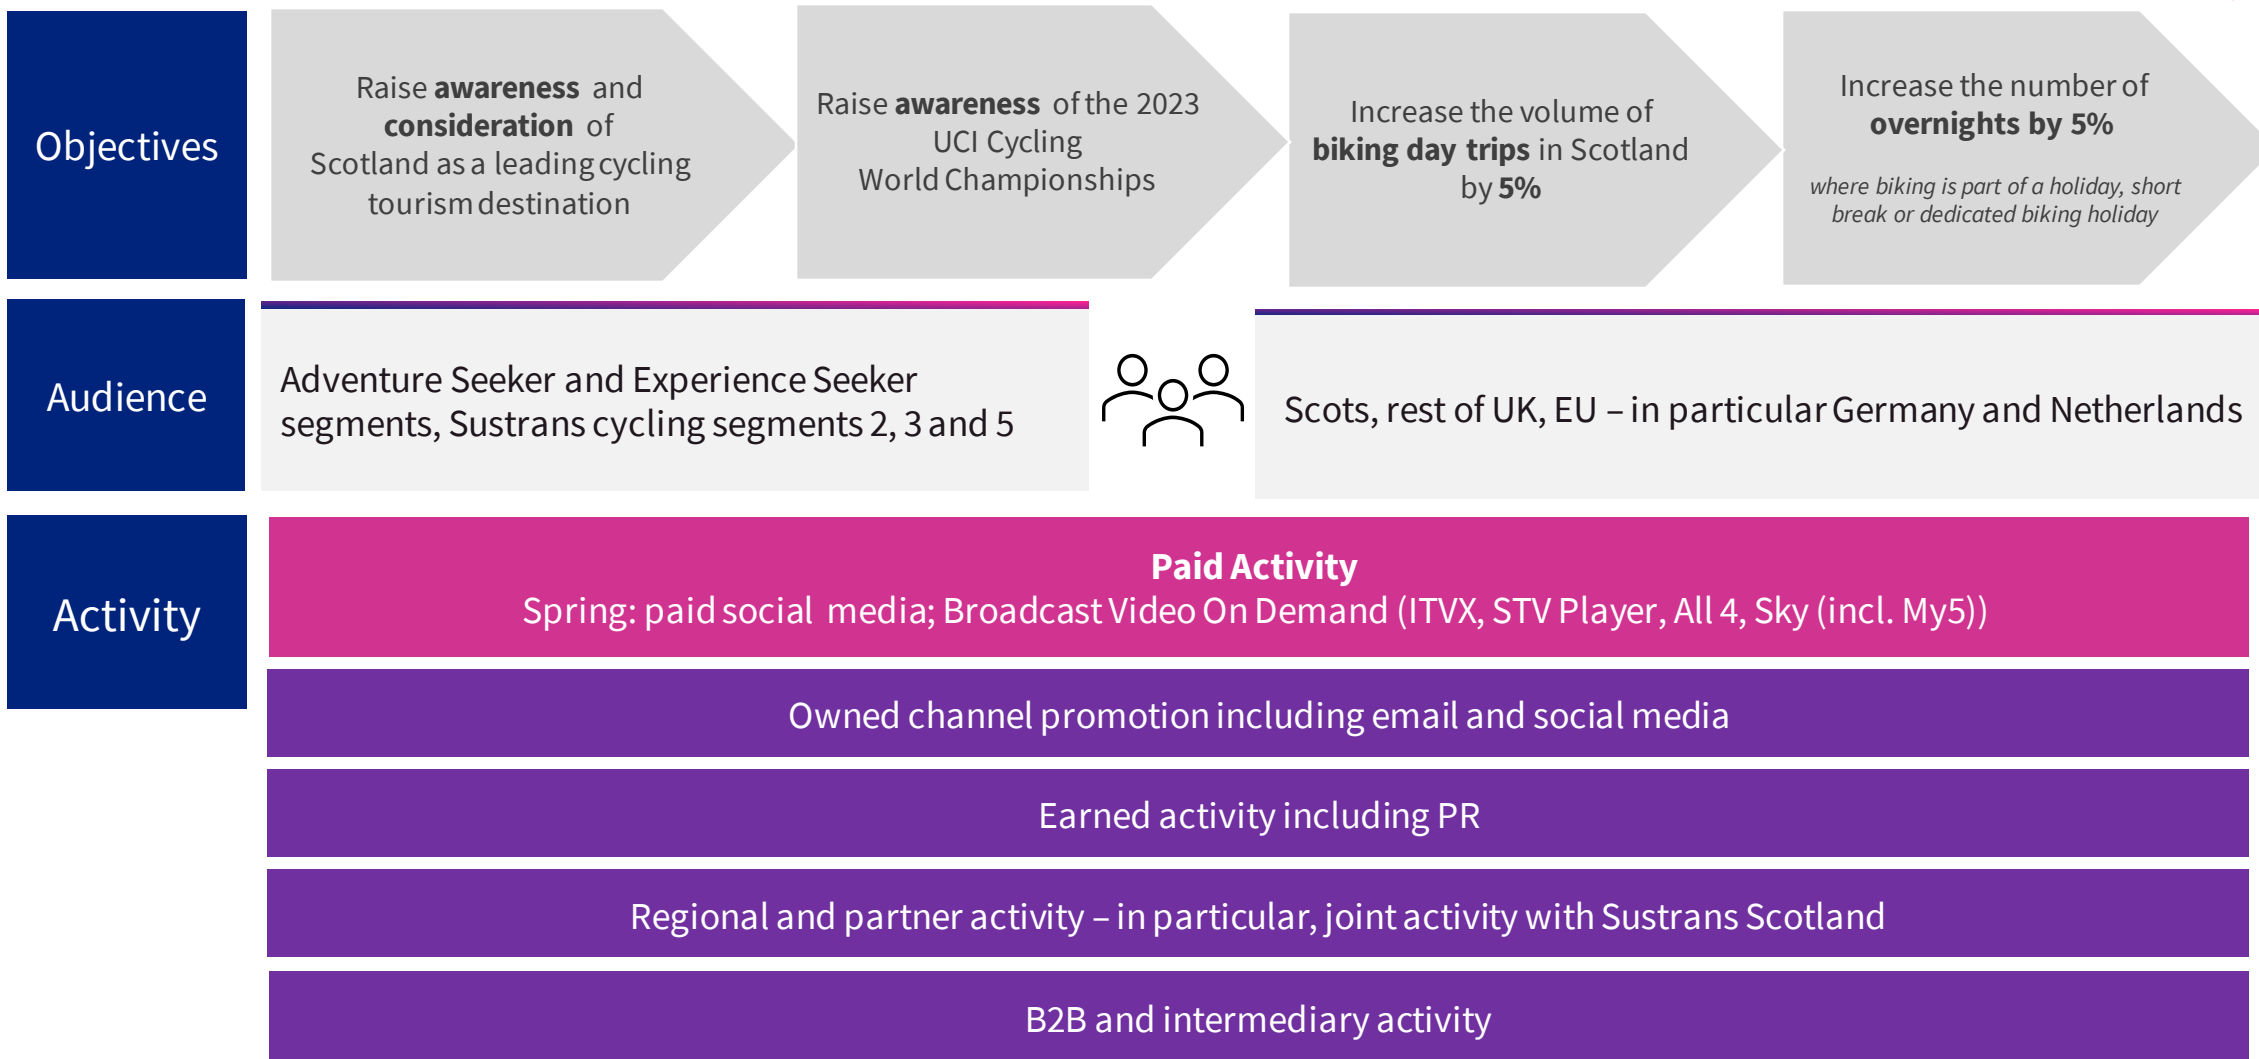 Objectives
Raise awareness and
consideration of
Scotland as a leading cycling
tourism destination
Raise awareness of the 2023
UCI Cycling
World Championships
Increase the volume of
biking day trips in Scotland
by 5%
Increase the number of
overnights by 5%
where biking is part of a holiday, short
break or dedicated biking holiday
Audience
Adventure Seeker and Experience Seeker
segments, Sustrans cycling segments 2, 3 and 5
Scots, rest of UK, EU – in particular Germany and Netherlands
Activity
Paid Activity
Spring: paid social media; Broadcast Video On Demand (ITVX, STV Player, All 4, Sky (incl. My5))
Owned channel promotion including email and social media
Earned activity including PR
Regional and partner activity – in particular, joint activity with Sustrans Scotland
B2B and intermediary activity